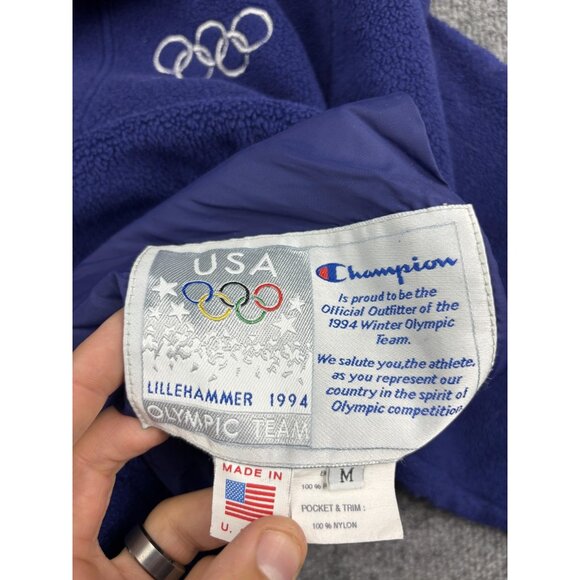 USA
LILLEHAMMER 1994
OLYMPIC TEAM
Champion
Is proud to be the
Official Outfitter of the
1994 Winter Olympic
Team.
We salute you,the athlete,
as you represent our
country in the spirit of
Olympic competition.
MADE IN
U.
100 %
M
POCKET & TRIM :
100 % NYLON